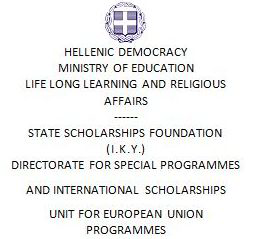 HELLENIC DEMOCRACY
MINISTRY OF EDUCATION
LIFE LONG LEARNING AND RELIGIOUS
AFFAIRS
------
STATE SCHOLARSHIPS FOUNDATION
(I.K.Y.)
DIRECTORATE FOR SPECIAL PROGRAMMES
AND INTERNATIONAL SCHOLARSHIPS
UNIT FOR EUROPEAN UNION
PROGRAMMES